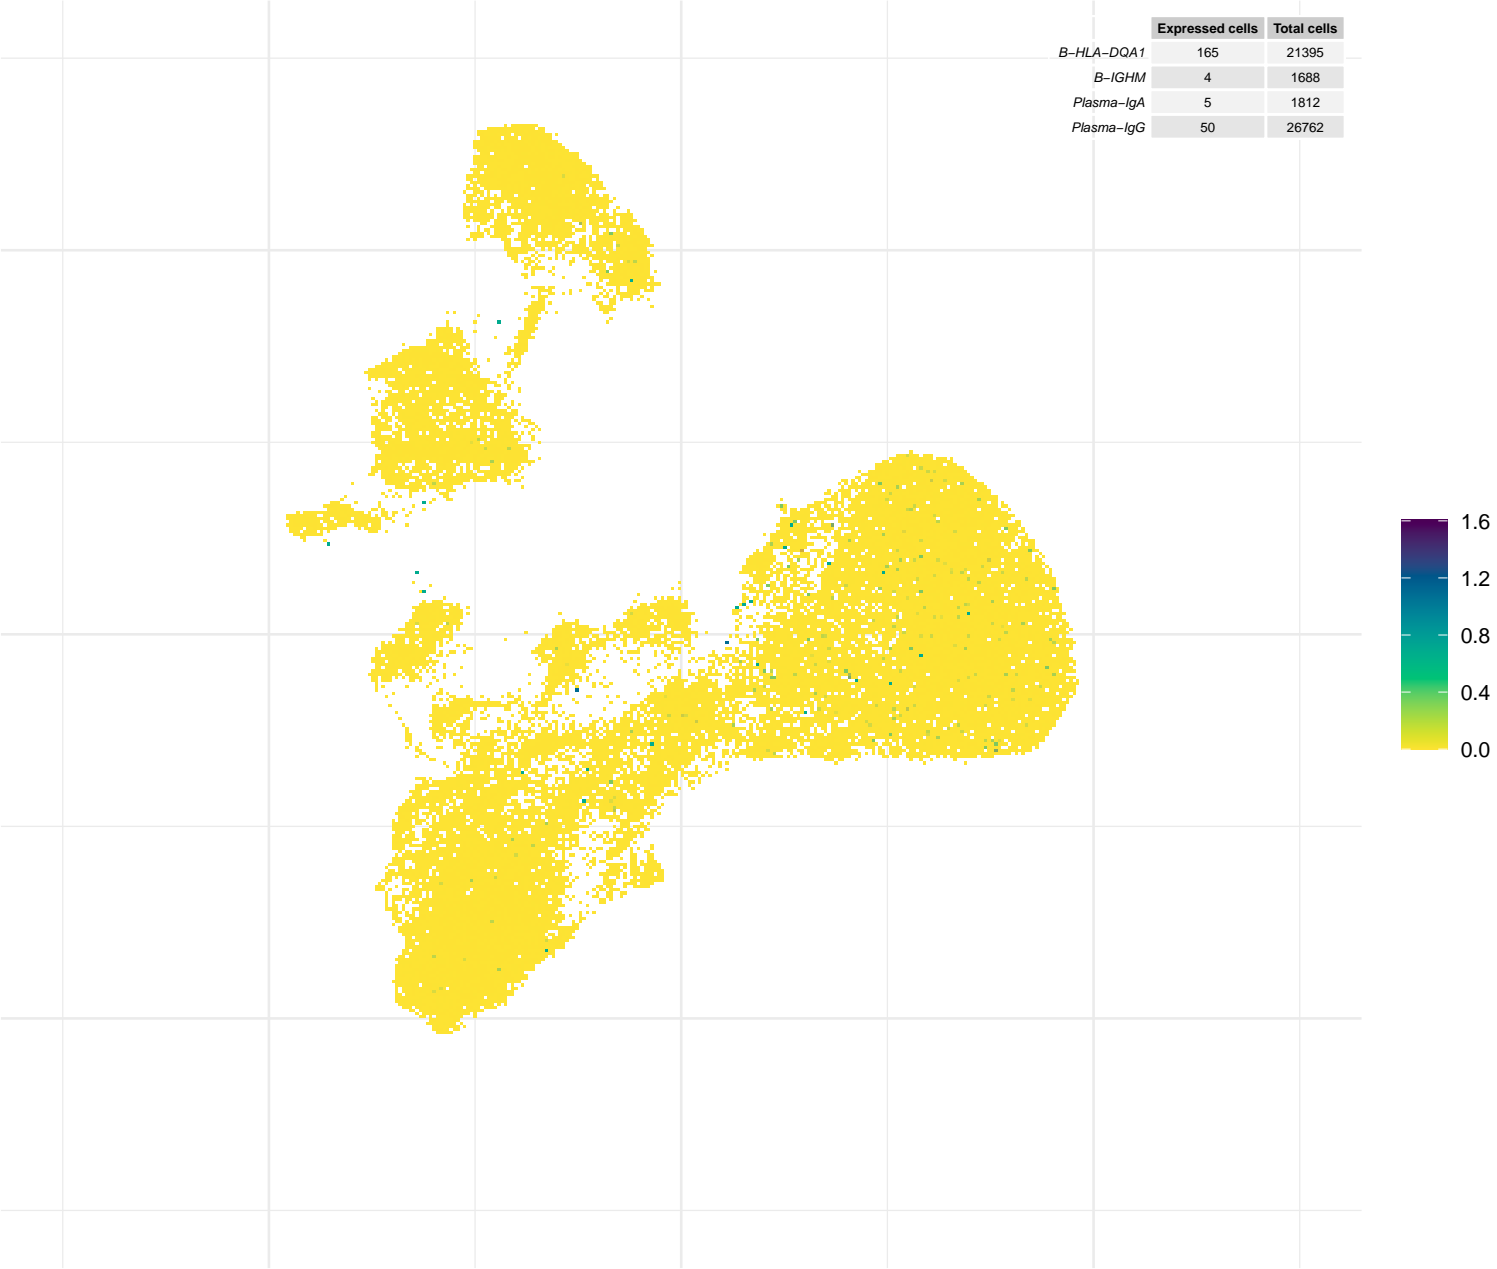 Expressed cells Total cells
B−HLA−DQA1 165 21395
B−IGHM 4 1688
Plasma−IgA 5 1812
Plasma−IgG 50 26762
1.6
1.2
0.8
0.4
0.0